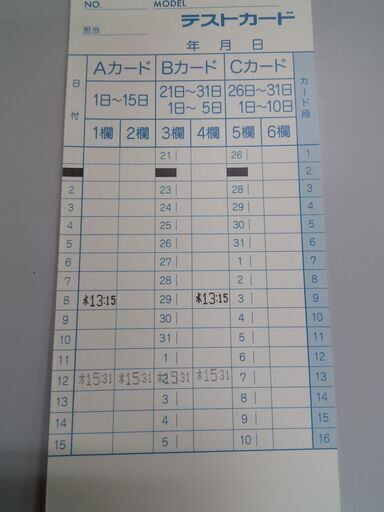 NO. MODEL
テストカード
担当
年 月 日
日付 Aカード Bカード Cカード カード段
1日～15日 21日～31日 26日～31日
1日～ 5日 1日～10日
1欄 2欄 3欄 4欄 5欄 6欄
21 26 1
2
2 23 28 3
3 24 29 4
4 25 30 5
5 26 31 6
6 27 1 7
7 28 2 8
8 木13:15 29 木13:15 3 9
9 30 4 10
10 31 5 11
11 1 6 12
12 木15:31 木15:31 木15:31 木15:31 7 13
13 3 8 14
14 4 9 15
15 5 10 16